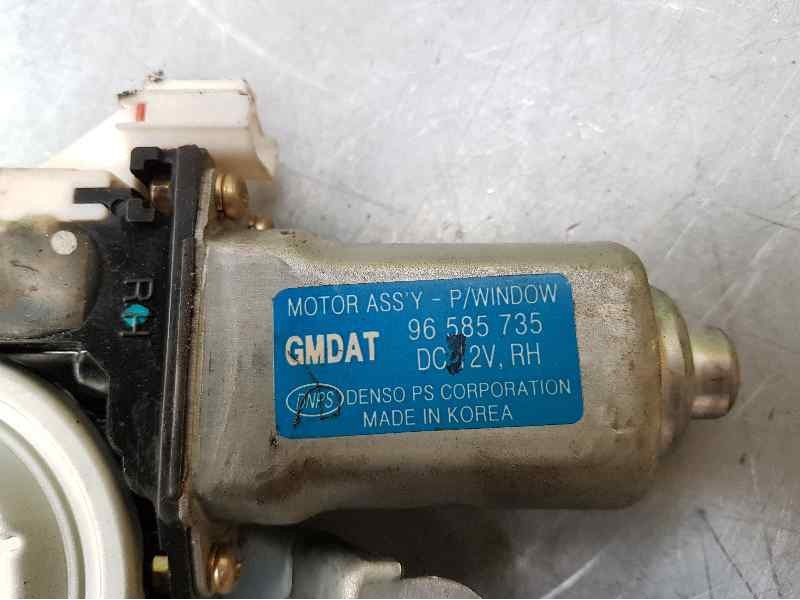 MOTOR ASS'Y - P/WINDOW
GMDAT 96 585 735
DC 12V, RH
DNPS DENSO PS CORPORATION
MADE IN KOREA
RH